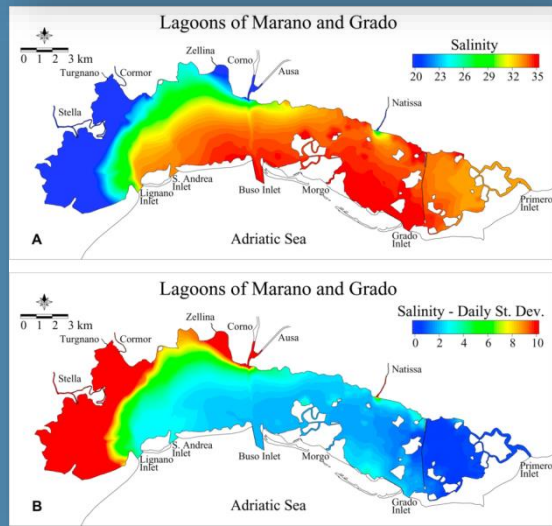 Lagoons of Marano and Grado
Salinity
20 23 26 29 32 35
0 1 2 3 km
Zellina
Corno
Ausa
Turgnano
Cormor
Stella
Natissa
Lignano
Inlet
S. Andrea
Inlet
Buso Inlet
Morgo
Grado
Inlet
Primero
Inlet
A
Adriatic Sea
Lagoons of Marano and Grado
Salinity - Daily St. Dev.
0 2 4 6 8 10
0 1 2 3 km
Zellina
Corno
Ausa
Turgnano
Cormor
Stella
Natissa
Lignano
Inlet
S. Andrea
Inlet
Buso Inlet
Morgo
Grado
Inlet
Primero
Inlet
B
Adriatic Sea